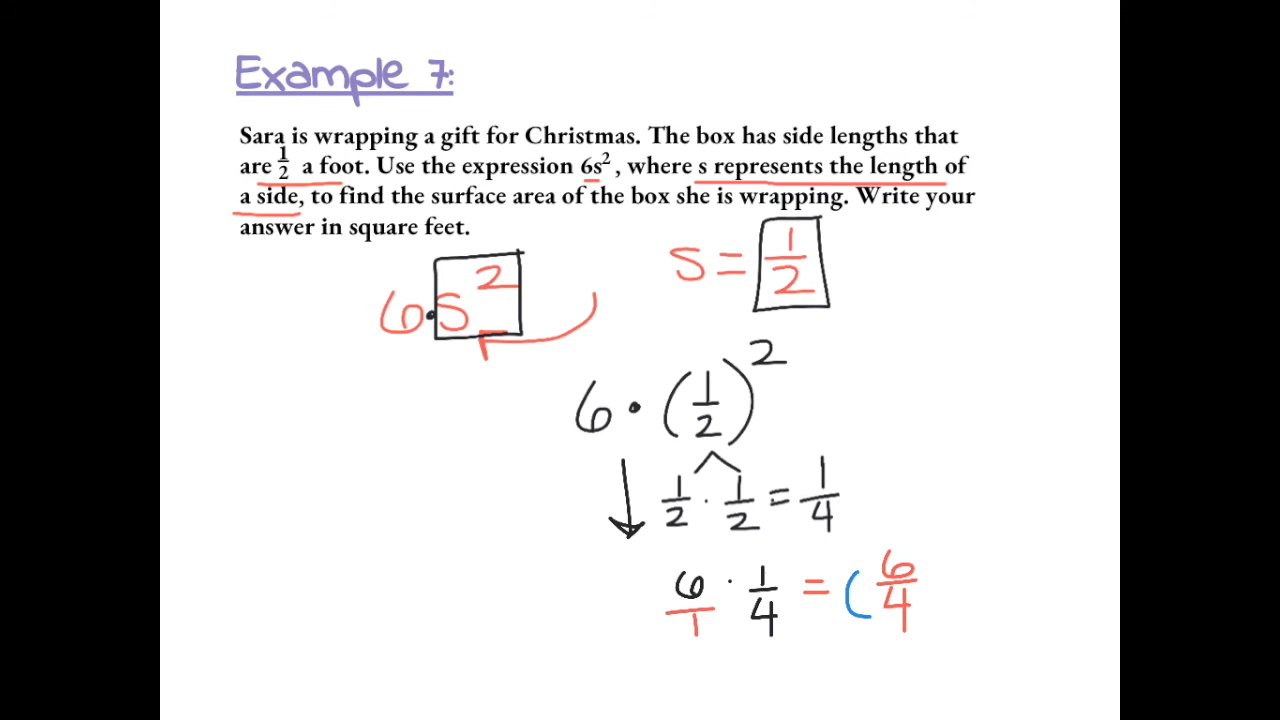 Example 7:
Sara is wrapping a gift for Christmas. The box has side lengths that
are 1/2 a foot. Use the expression 6s², where s represents the length of
a side, to find the surface area of the box she is wrapping. Write your
answer in square feet.
s = 1/2
6·s²
6 · (1/2)²
1/2 · 1/2 = 1/4
6/1 · 1/4 = ( 6/4